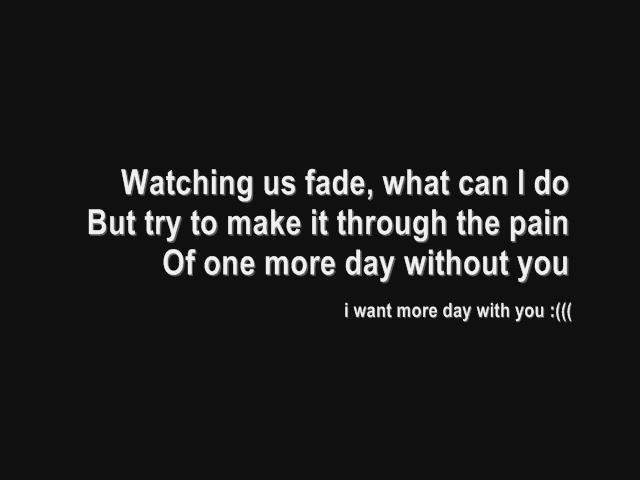 Watching us fade, what can I do
But try to make it through the pain
Of one more day without you
i want more day with you :(((